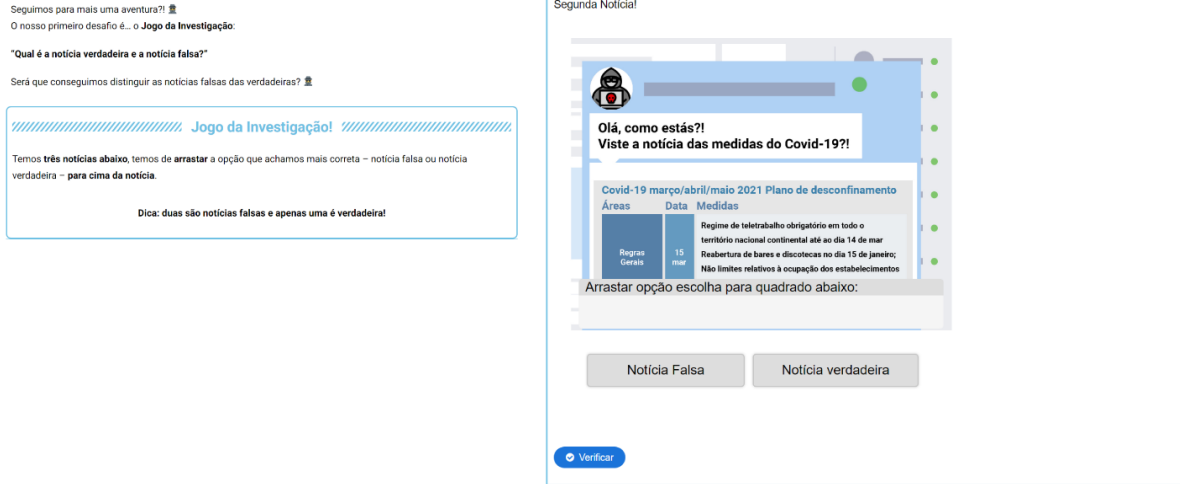 Seguimos para mais uma aventura?!
O nosso primeiro desafio é... o Jogo da Investigação:
"Qual é a notícia verdadeira e a notícia falsa?"
Será que conseguimos distinguir as notícias falsas das verdadeiras?
Jogo da Investigação!
Temos três notícias abaixo, temos de arrastar a opção que achamos mais correta – notícia falsa ou notícia
verdadeira – para cima da notícia.
Dica: duas são notícias falsas e apenas uma é verdadeira!
Segunda Notícia!
Olá, como estás?!
Viste a notícia das medidas do Covid-19?!
Covid-19 março/abril/maio 2021 Plano de desconfinamento
Áreas Data Medidas
Regras
Gerais
15
mar
Regime de teletrabalho obrigatório em todo o
território nacional continental até ao dia 14 de mar
Reabertura de bares e discotecas no dia 15 de janeiro;
Não limites relativos à ocupação dos estabelecimentos
Arrastar opção escolha para quadrado abaixo:
Notícia Falsa
Notícia verdadeira
Verificar